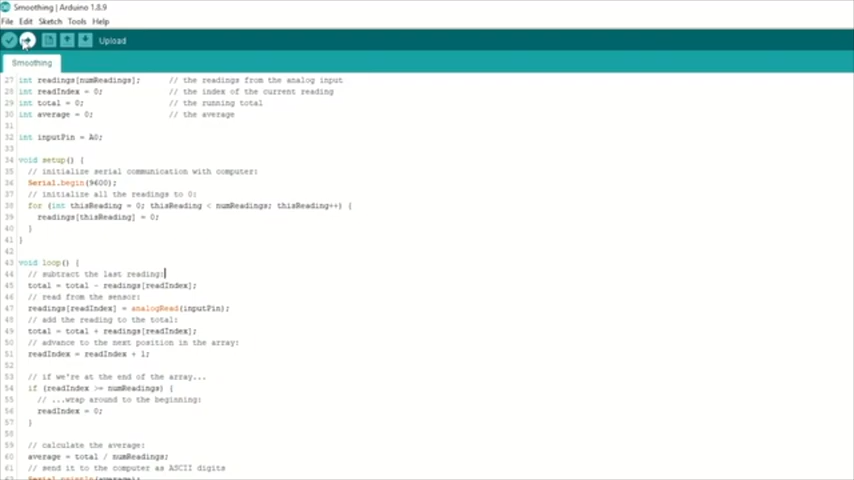 Smoothing | Arduino 1.8.9
File Edit Sketch Tools Help
Upload
Smoothing
27 int readings[numReadings]; // the readings from the analog input
28 int readIndex = 0; // the index of the current reading
29 int total = 0; // the running total
30 int average = 0; // the average
31
32 int inputPin = A0;
33
34 void setup() {
35 // initialize serial communication with computer:
36 Serial.begin(9600);
37 // initialize all the readings to 0:
38 for (int thisReading = 0; thisReading < numReadings; thisReading++) {
39 readings[thisReading] = 0;
40 }
41 }
42
43 void loop() {
44 // subtract the last reading:
45 total = total - readings[readIndex];
46 // read from the sensor:
47 readings[readIndex] = analogRead(inputPin);
48 // add the reading to the total:
49 total = total + readings[readIndex];
50 // advance to the next position in the array:
51 readIndex = readIndex + 1;
52
53 // if we're at the end of the array...
54 if (readIndex >= numReadings) {
55 // ...wrap around to the beginning:
56 readIndex = 0;
57 }
58
59 // calculate the average:
60 average = total / numReadings;
61 // send it to the computer as ASCII digits
62 Serial.println(average);